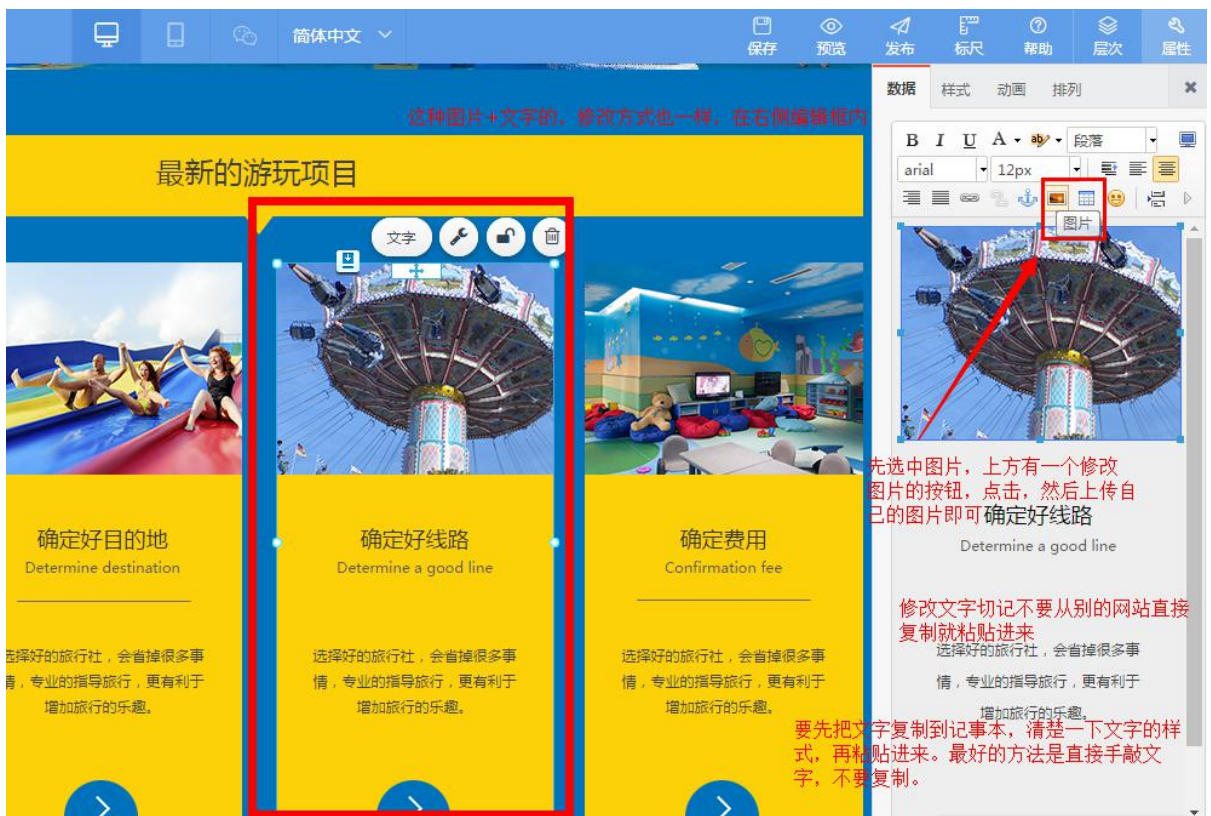 简体中文
保存
预览
发布
标尺
帮助
层次
属性
数据
样式
动画
排列
这种图片+文字的，修改方式也一样，在右侧编辑框内
B I U A ab 段落
arial 12px
图片
最新的游玩项目
文字
先选中图片，上方有一个修改
图片的按钮，点击，然后上传自
己的图片即可
确定好线路
Determine a good line
修改文字切记不要从别的网站直接
复制就粘贴进来
选择好的旅行社，会省掉很多事
情，专业的指导旅行，更有利于
增加旅行的乐趣。
要先把文字复制到记事本，清楚一下文字的样
式，再粘贴进来。最好的方法是直接手敲文
字，不要复制。
确定好目的地
Determine destination
选择好的旅行社，会省掉很多事
情，专业的指导旅行，更有利于
增加旅行的乐趣。
确定好线路
Determine a good line
选择好的旅行社，会省掉很多事
情，专业的指导旅行，更有利于
增加旅行的乐趣。
确定费用
Confirmation fee
选择好的旅行社，会省掉很多事
情，专业的指导旅行，更有利于
增加旅行的乐趣。